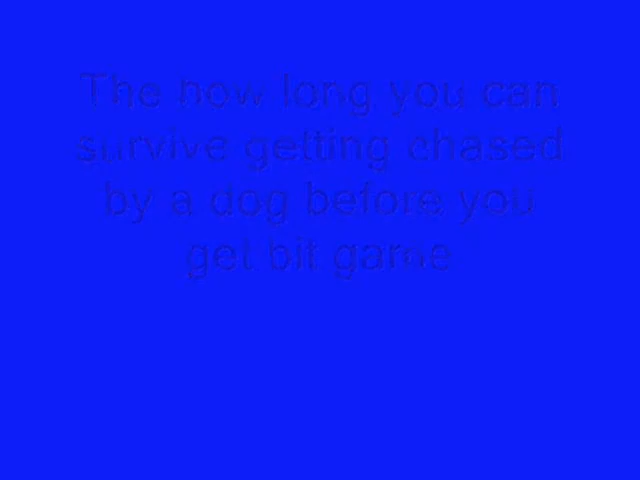 The how long you can
survive getting chased
by a dog before you
get bit game